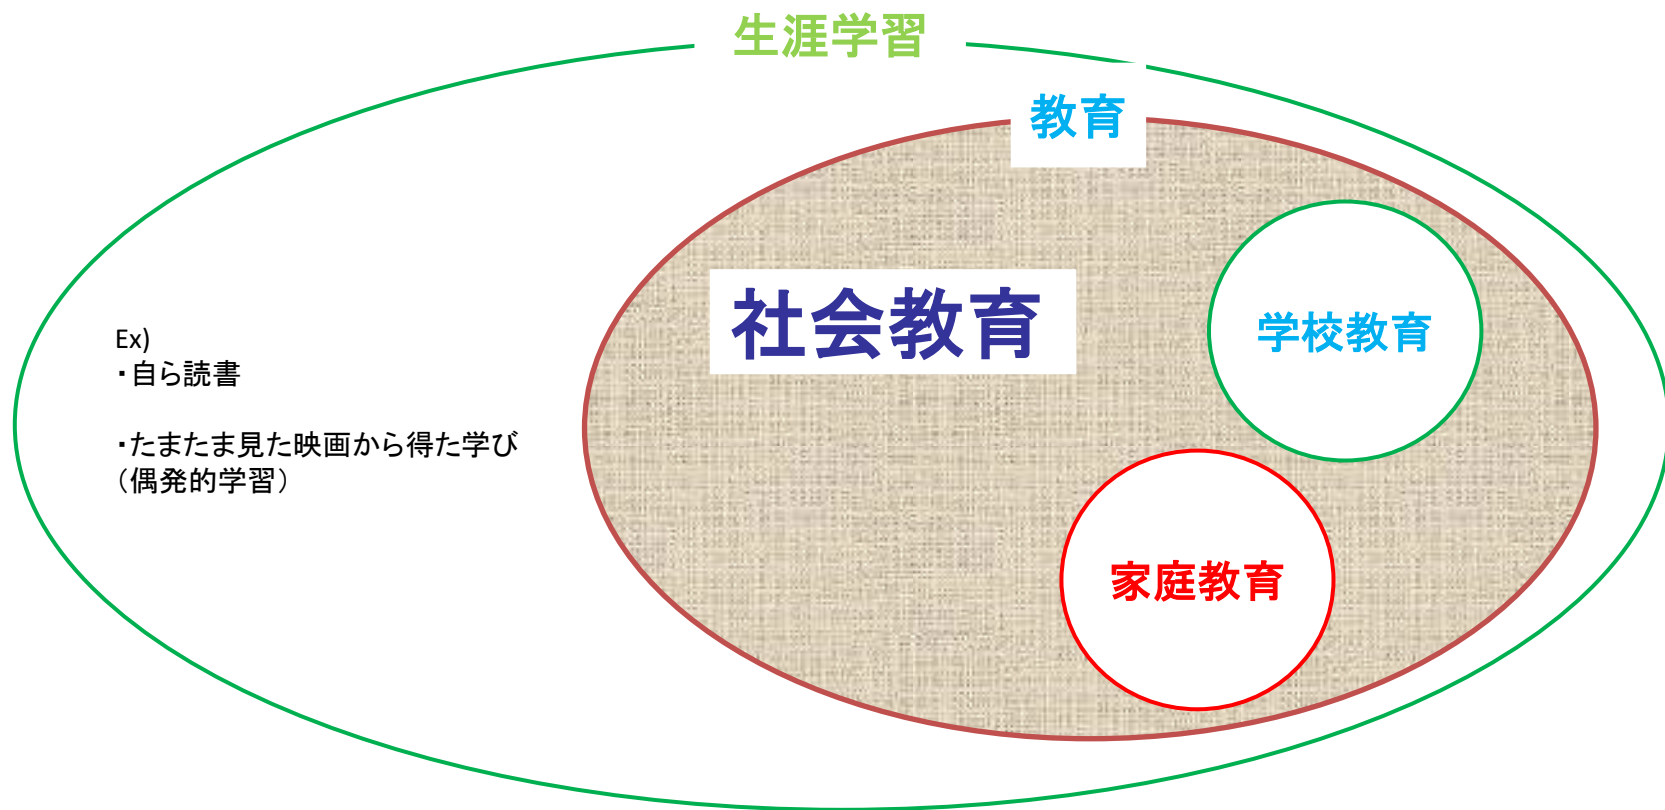 生涯学習
教育
社会教育
学校教育
Ex)
・自ら読書
・たまたま見た映画から得た学び
（偶発的学習）
家庭教育